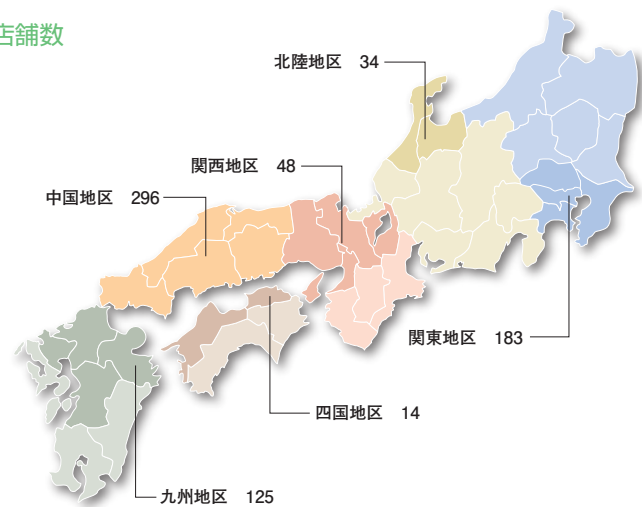 店舗数
北陸地区 34
関西地区 48
中国地区 296
関東地区 183
四国地区 14
九州地区 125